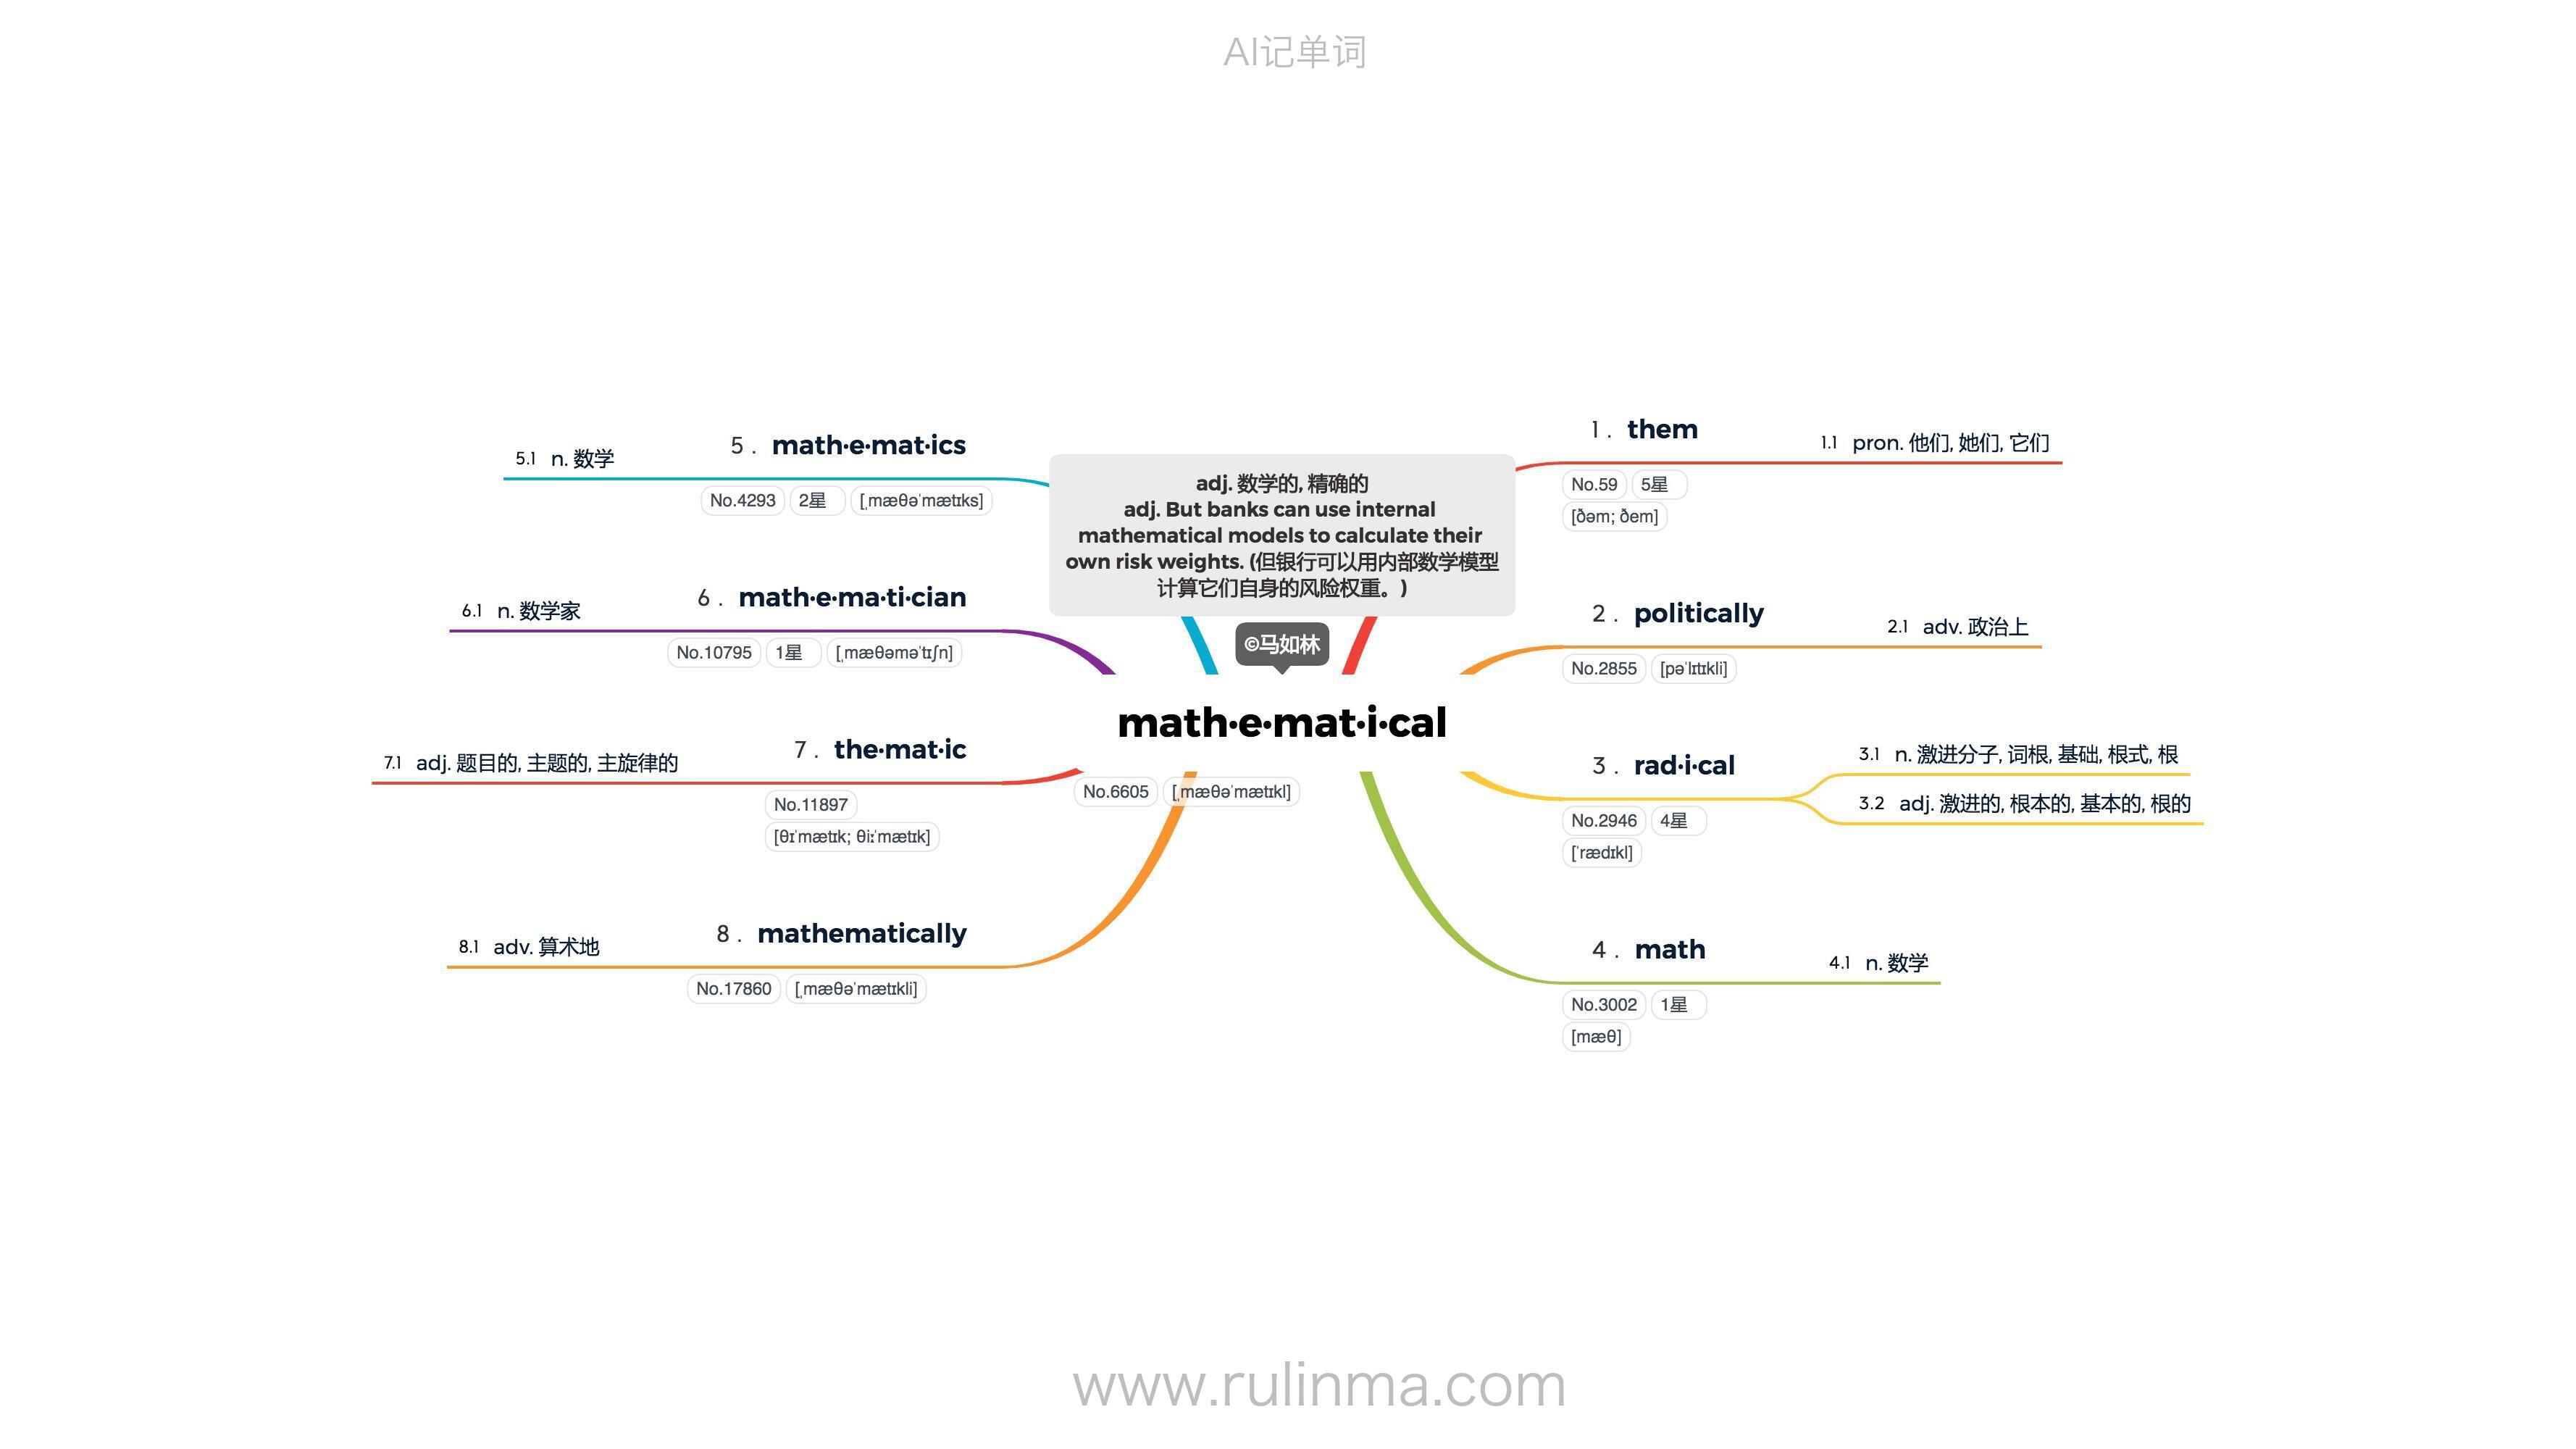 AI记单词
adj. 数学的, 精确的
adj. But banks can use internal
mathematical models to calculate their
own risk weights. (但银行可以用内部数学模型
计算它们自身的风险权重。)
©马如林
math·e·mat·i·cal
No.6605 [ˌmæθəˈmætɪkl]
1 . them
1.1 pron. 他们, 她们, 它们
No.59 5星
[ðəm; ðem]
2 . politically
2.1 adv. 政治上
No.2855 [pəˈlɪtɪkli]
3 . rad·i·cal
3.1 n. 激进分子, 词根, 基础, 根式, 根
3.2 adj. 激进的, 根本的, 基本的, 根的
No.2946 4星
[ˈrædɪkl]
4 . math
4.1 n. 数学
No.3002 1星
[mæθ]
5 . math·e·mat·ics
5.1 n. 数学
No.4293 2星 [ˌmæθəˈmætɪks]
6 . math·e·ma·ti·cian
6.1 n. 数学家
No.10795 1星 [ˌmæθəməˈtɪʃn]
7 . the·mat·ic
7.1 adj. 题目的, 主题的, 主旋律的
No.11897
[θɪˈmætɪk; θiːˈmætɪk]
8 . mathematically
8.1 adv. 算术地
No.17860 [ˌmæθəˈmætɪkli]
www.rulinma.com